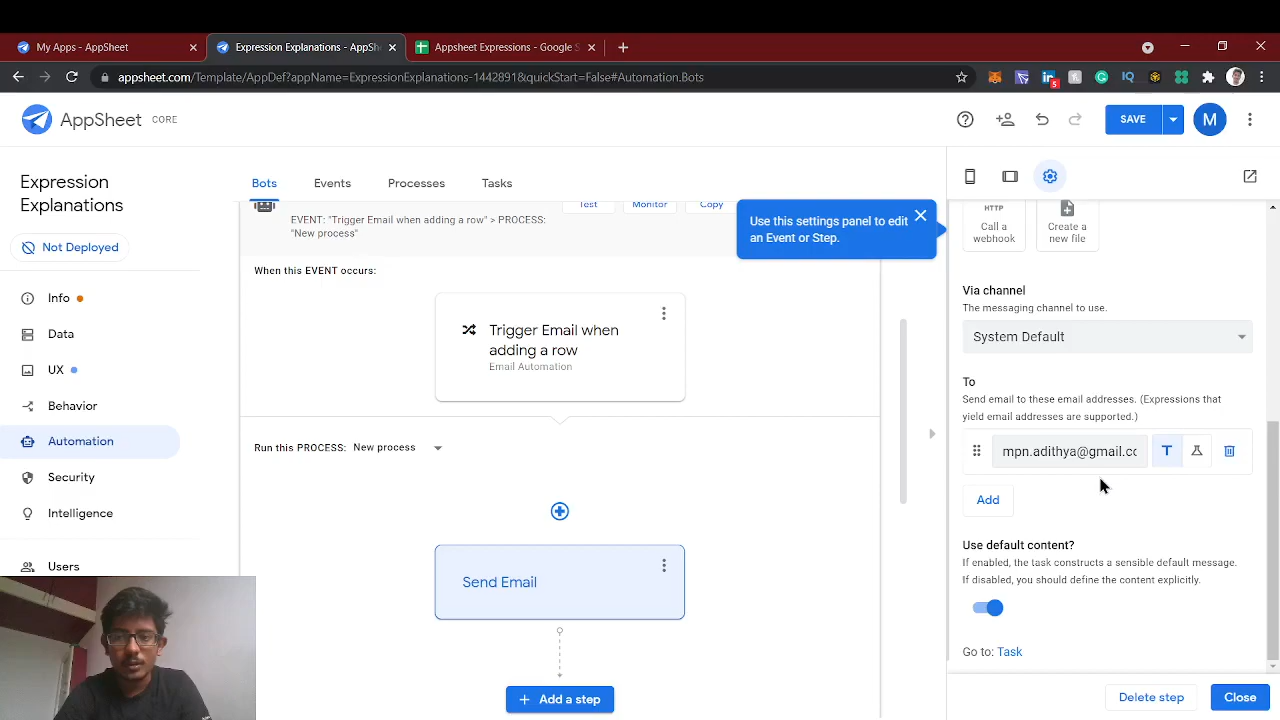 My Apps - AppSheet
Expression Explanations - AppSh
Appsheet Expressions - Google S
appsheet.com/Template/AppDef?appName=ExpressionExplanations-1442891&quickStart=False#Automation.Bots
5
AppSheet CORE
SAVE
M
Expression
Explanations
Not Deployed
Info
Data
UX
Behavior
Automation
Security
Intelligence
Users
Bots
Events
Processes
Tasks
EVENT: "Trigger Email when adding a row" > PROCESS:
"New process"
Test
Monitor
Copy
Use this settings panel to edit
an Event or Step.
When this EVENT occurs:
Trigger Email when
adding a row
Email Automation
Run this PROCESS: New process
Send Email
+ Add a step
HTTP
Call a
webhook
Create a
new file
Via channel
The messaging channel to use.
System Default
To
Send email to these email addresses. (Expressions that
yield email addresses are supported.)
mpn.adithya@gmail.cc
T
Add
Use default content?
If enabled, the task constructs a sensible default message.
If disabled, you should define the content explicitly.
Go to: Task
Delete step
Close